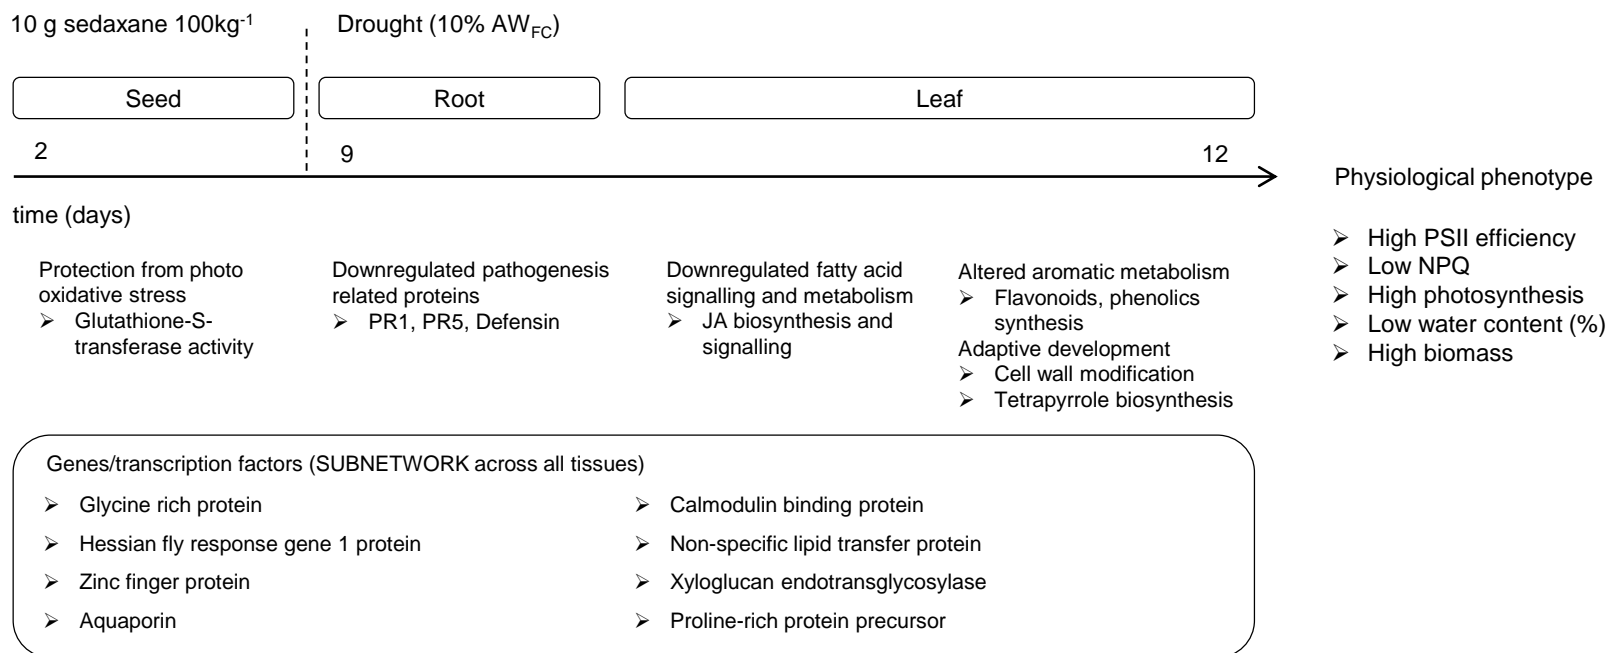 10 g sedaxane 100kg-1
Drought (10% AWFC)
Seed
Root
Leaf
2
9
12
time (days)
Protection from photo
oxidative stress
➢ Glutathione-S-
transferase activity
Downregulated pathogenesis
related proteins
➢ PR1, PR5, Defensin
Downregulated fatty acid
signalling and metabolism
➢ JA biosynthesis and
signalling
Altered aromatic metabolism
➢ Flavonoids, phenolics
synthesis
Adaptive development
➢ Cell wall modification
➢ Tetrapyrrole biosynthesis
Physiological phenotype
➢ High PSII efficiency
➢ Low NPQ
➢ High photosynthesis
➢ Low water content (%)
➢ High biomass
Genes/transcription factors (SUBNETWORK across all tissues)
➢ Glycine rich protein
➢ Hessian fly response gene 1 protein
➢ Zinc finger protein
➢ Aquaporin
➢ Calmodulin binding protein
➢ Non-specific lipid transfer protein
➢ Xyloglucan endotransglycosylase
➢ Proline-rich protein precursor